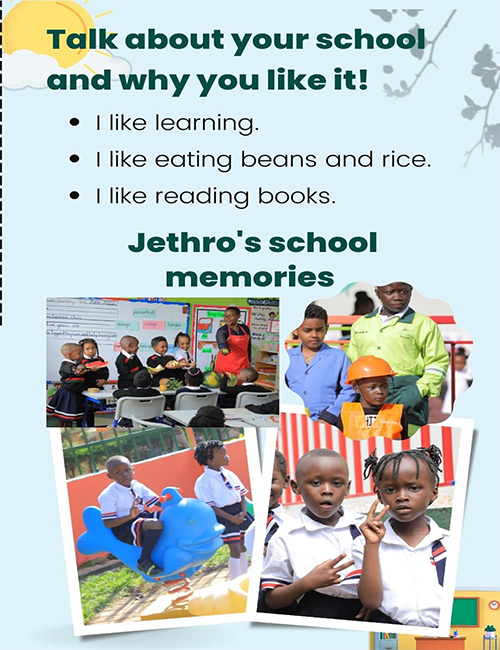 Talk about your school
and why you like it!
• I like learning.
• I like eating beans and rice.
• I like reading books.
Jethro's school
memories